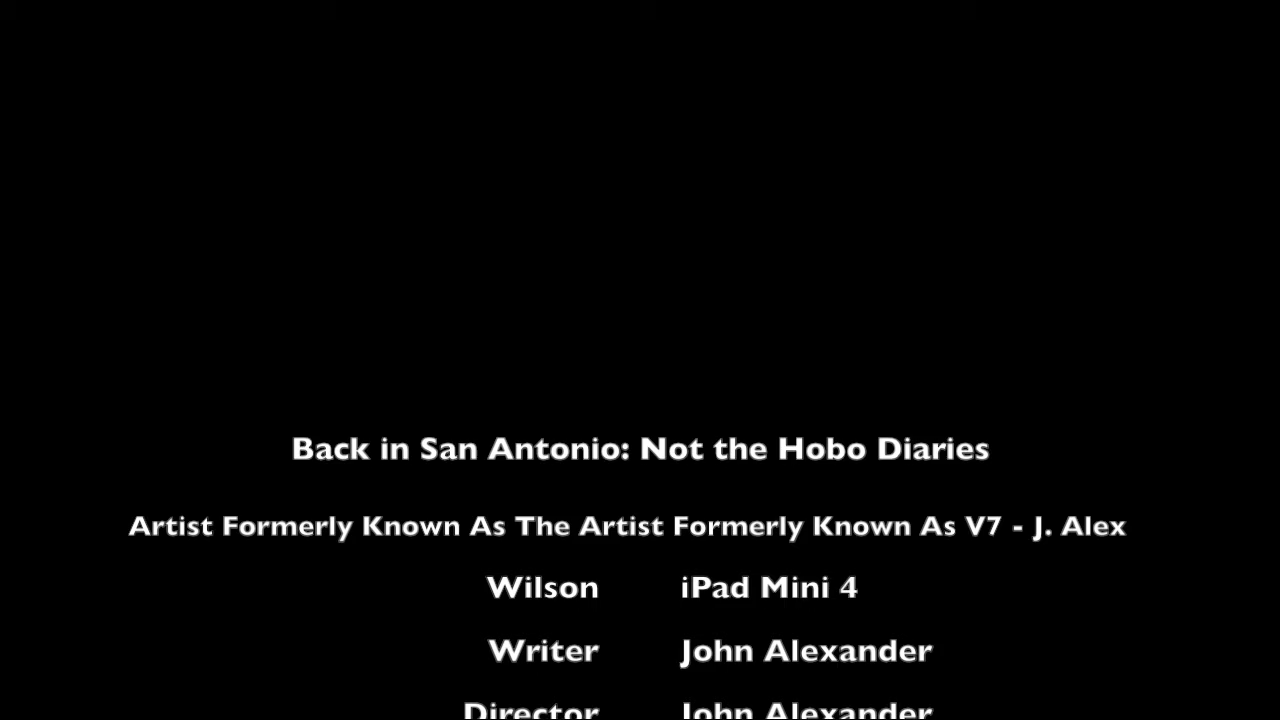 Back in San Antonio: Not the Hobo Diaries
Artist Formerly Known As The Artist Formerly Known As V7 - J. Alex
Wilson iPad Mini 4
Writer John Alexander
Director John Alexander